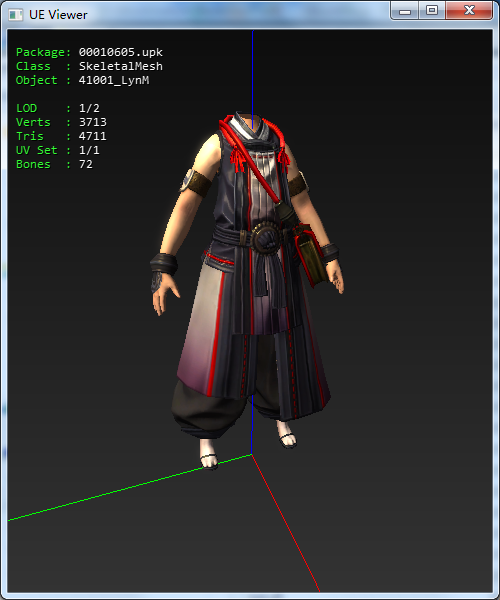 UE Viewer
Package: 00010605.upk
Class : SkeletalMesh
Object : 41001_LynM
LOD : 1/2
Verts : 3713
Tris : 4711
UV Set : 1/1
Bones : 72